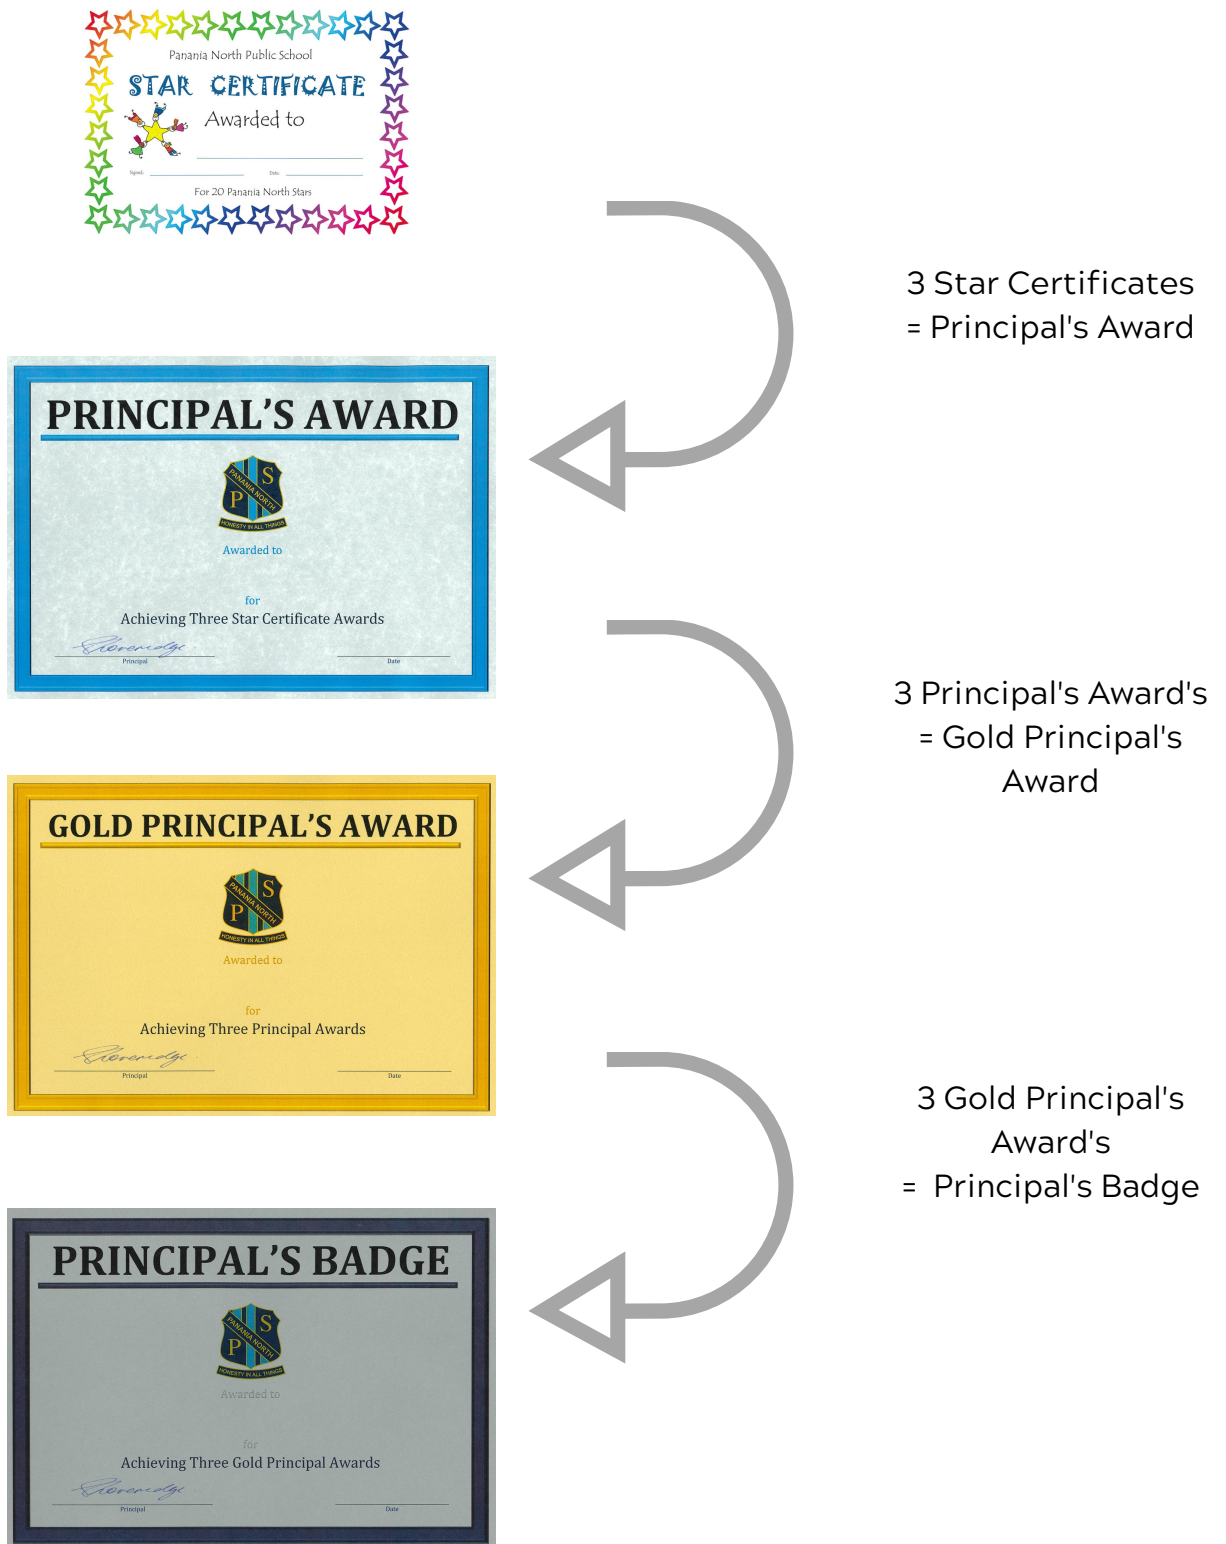 Panania North Public School
STAR CERTIFICATE
Awarded to
Signed:
Date:
For 20 Panania North Stars
3 Star Certificates
= Principal's Award
PRINCIPAL'S AWARD
S
PANANIA NORTH
P
HONESTY IN ALL THINGS
Awarded to
for
Achieving Three Star Certificate Awards
Principal
Date
3 Principal's Award's
= Gold Principal's
Award
GOLD PRINCIPAL'S AWARD
S
PANANIA NORTH
P
HONESTY IN ALL THINGS
Awarded to
for
Achieving Three Principal Awards
Principal
Date
3 Gold Principal's
Award's
= Principal's Badge
PRINCIPAL'S BADGE
S
PANANIA NORTH
P
HONESTY IN ALL THINGS
Awarded to
for
Achieving Three Gold Principal Awards
Principal
Date